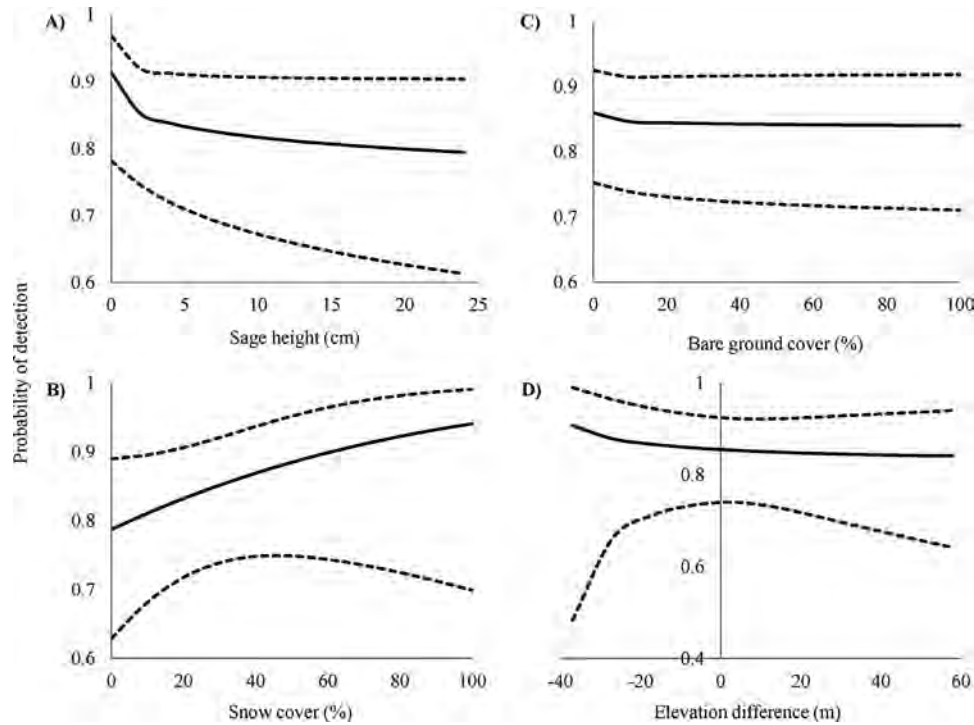 Probability of detection
A)
1
0.9
0.8
0.7
0.6
0 5 10 15 20 25
Sage height (cm)
C)
1
0.9
0.8
0.7
0.6
0 20 40 60 80 100
Bare ground cover (%)
B)
1
0.9
0.8
0.7
0.6
0 20 40 60 80 100
Snow cover (%)
D)
1
0.8
0.6
0.4
-40 -20 0 20 40 60
Elevation difference (m)